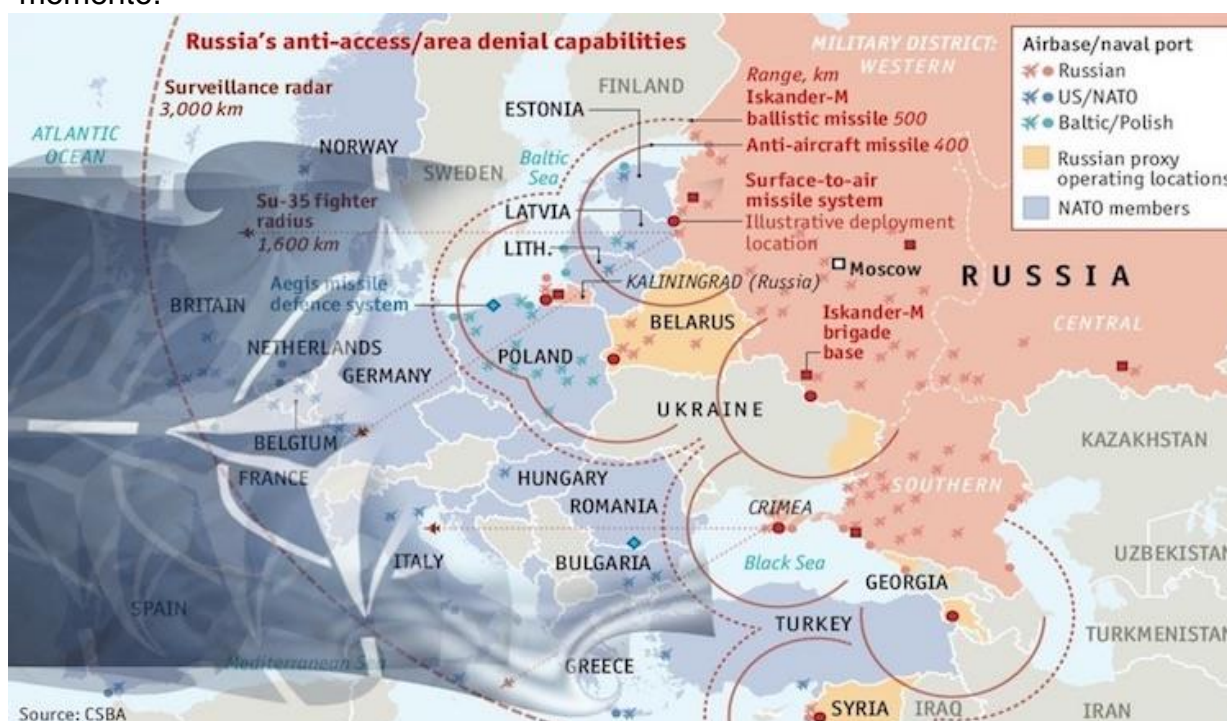 momento.
Russia's anti-access/area denial capabilities
Surveillance radar
3,000 km
ATLANTIC
OCEAN
NORWAY
SWEDEN
FINLAND
ESTONIA
Baltic
Sea
MILITARY DISTRICT:
WESTERN
Range, km
Iskander-M
ballistic missile 500
Anti-aircraft missile 400
Surface-to-air
missile system
Illustrative deployment
location
Airbase/naval port
Russian
US/NATO
Baltic/Polish
Russian proxy
operating locations
NATO members
Su-35 fighter
radius
1,600 km
LATVIA
LITH.
KALININGRAD (Russia)
Moscow
RUSSIA
CENTRAL
Aegis missile
defence system
BRITAIN
NETHERLANDS
GERMANY
POLAND
BELARUS
Iskander-M
brigade
base
UKRAINE
BELGIUM
FRANCE
KAZAKHSTAN
HUNGARY
ROMANIA
CRIMEA
SOUTHERN
ITALY
BULGARIA
Black Sea
GEORGIA
UZBEKISTAN
SPAIN
TURKEY
TURKMENISTAN
Mediterranean Sea
GREECE
SYRIA
IRAQ
IRAN
Source: CSBA